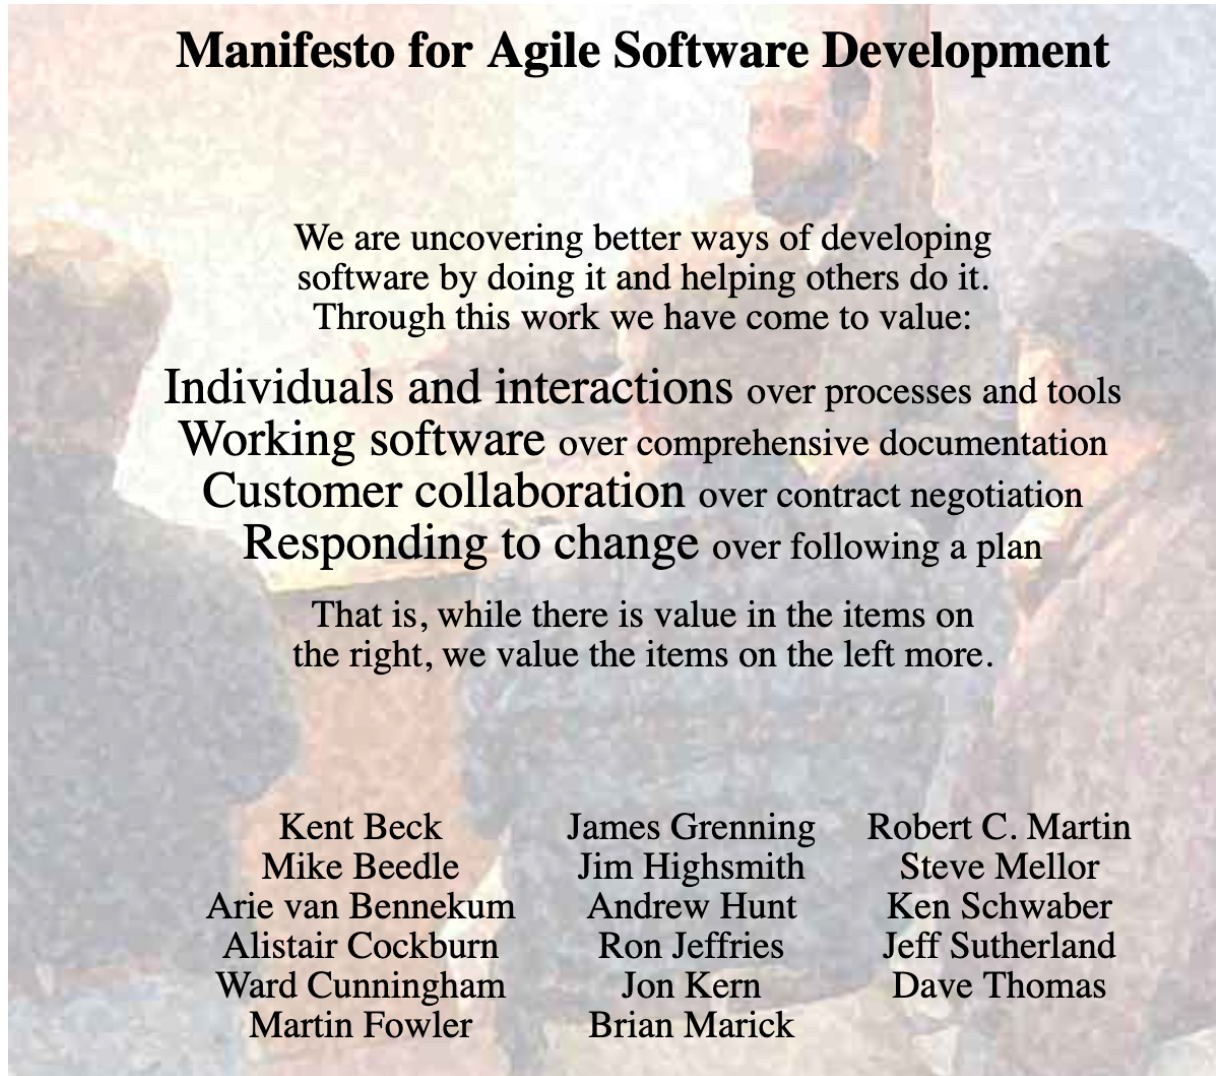 Manifesto for Agile Software Development
We are uncovering better ways of developing
software by doing it and helping others do it.
Through this work we have come to value:
Individuals and interactions over processes and tools
Working software over comprehensive documentation
Customer collaboration over contract negotiation
Responding to change over following a plan
That is, while there is value in the items on
the right, we value the items on the left more.
Kent Beck
Mike Beedle
Arie van Bennekum
Alistair Cockburn
Ward Cunningham
Martin Fowler
James Grenning
Jim Highsmith
Andrew Hunt
Ron Jeffries
Jon Kern
Brian Marick
Robert C. Martin
Steve Mellor
Ken Schwaber
Jeff Sutherland
Dave Thomas